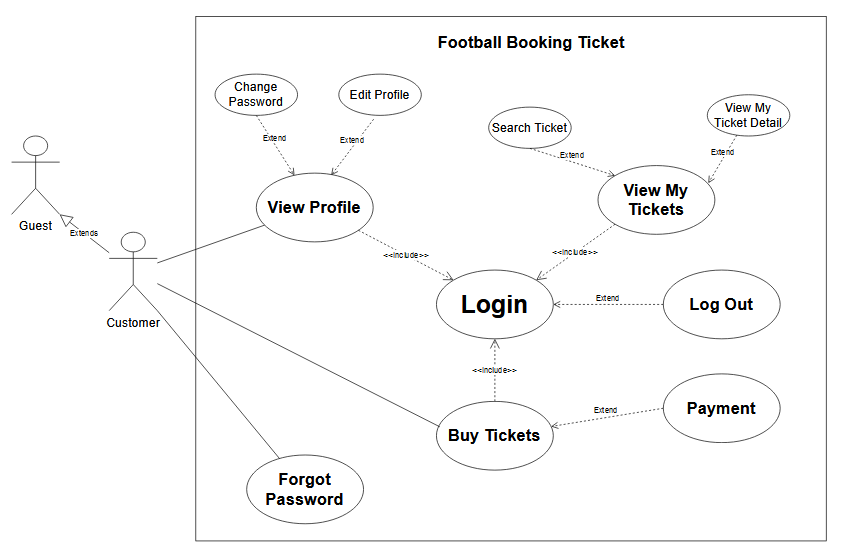 Football Booking Ticket
Change
Password
Edit Profile
View My
Ticket Detail
Search Ticket
Extend
Extend
Extend
Extend
View Profile
View My
Tickets
Guest
Extends
<<Include>>
<<Include>>
Login
Extend
Log Out
Customer
<<Include>>
Extend
Payment
Buy Tickets
Forgot
Password